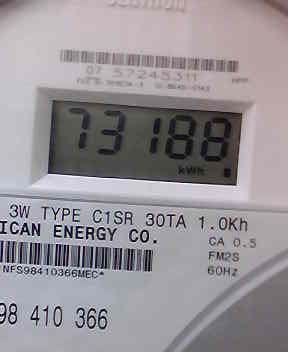 07 57245311
73188
kWh
3W TYPE C1SR 30TA 1.0Kh
ICAN ENERGY CO.
CA 0.5
FM2S
60Hz
*NFS98410366MEC*
98 410 366